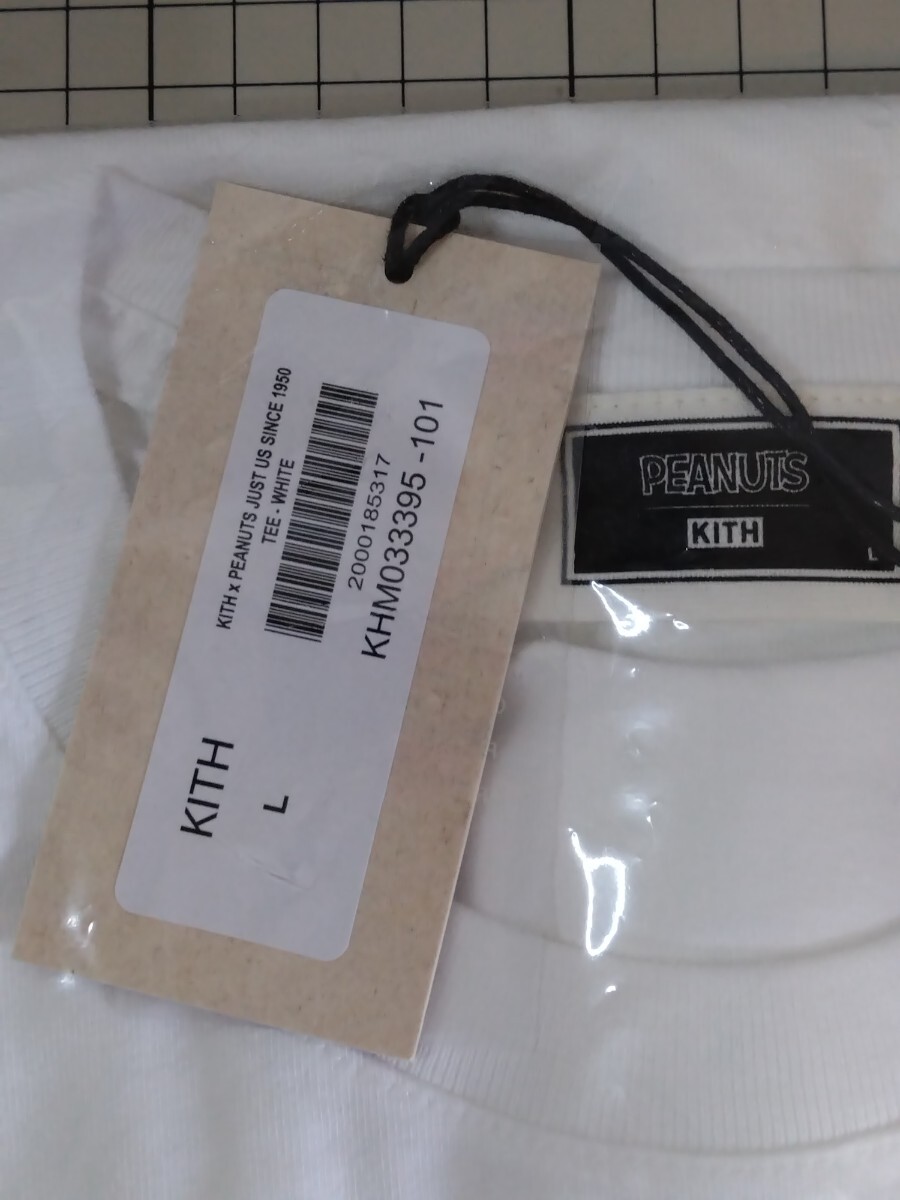 KITH x PEANUTS JUST US SINCE 1950
TEE - WHITE
2000185317
KHM033395 -101
KITH
L
PEANUTS
KITH
L